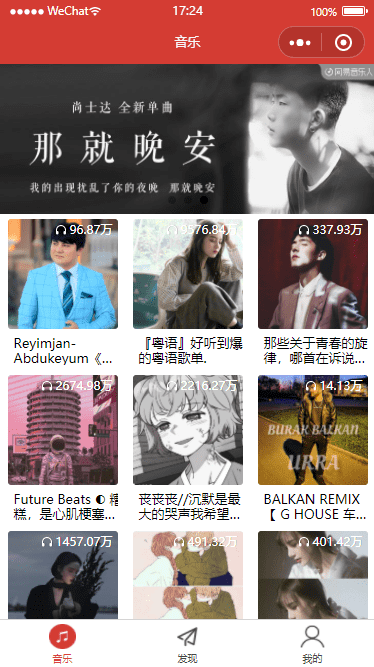 WeChat
17:24
100%
音乐
网易音乐人
尚士达 全新单曲
那就晚安
我的出现扰乱了你的夜晚 那就晚安
96.87万
9576.84万
337.93万
Reyimjan-
Abdukeyum《...
『粤语』好听到爆
的粤语歌单.
那些关于青春的旋
律，哪首在诉说...
2674.98万
2216.27万
14.13万
BURAK BALKAN
URRA
Future Beats ◐ 糟
糕，是心肌梗塞...
丧丧丧//沉默是最
大的哭声我希望...
BALKAN REMIX
【 G HOUSE 车...
1457.07万
491.32万
401.42万
音乐
发现
我的